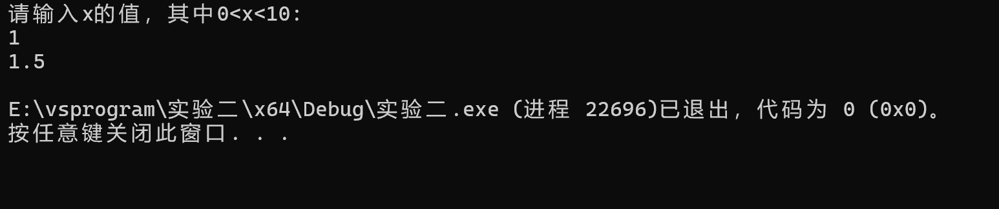 请输入x的值，其中0<x<10:
1
1.5
E:\vsprogram\实验二\x64\Debug\实验二.exe (进程 22696)已退出，代码为 0 (0x0)。
按任意键关闭此窗口. . .